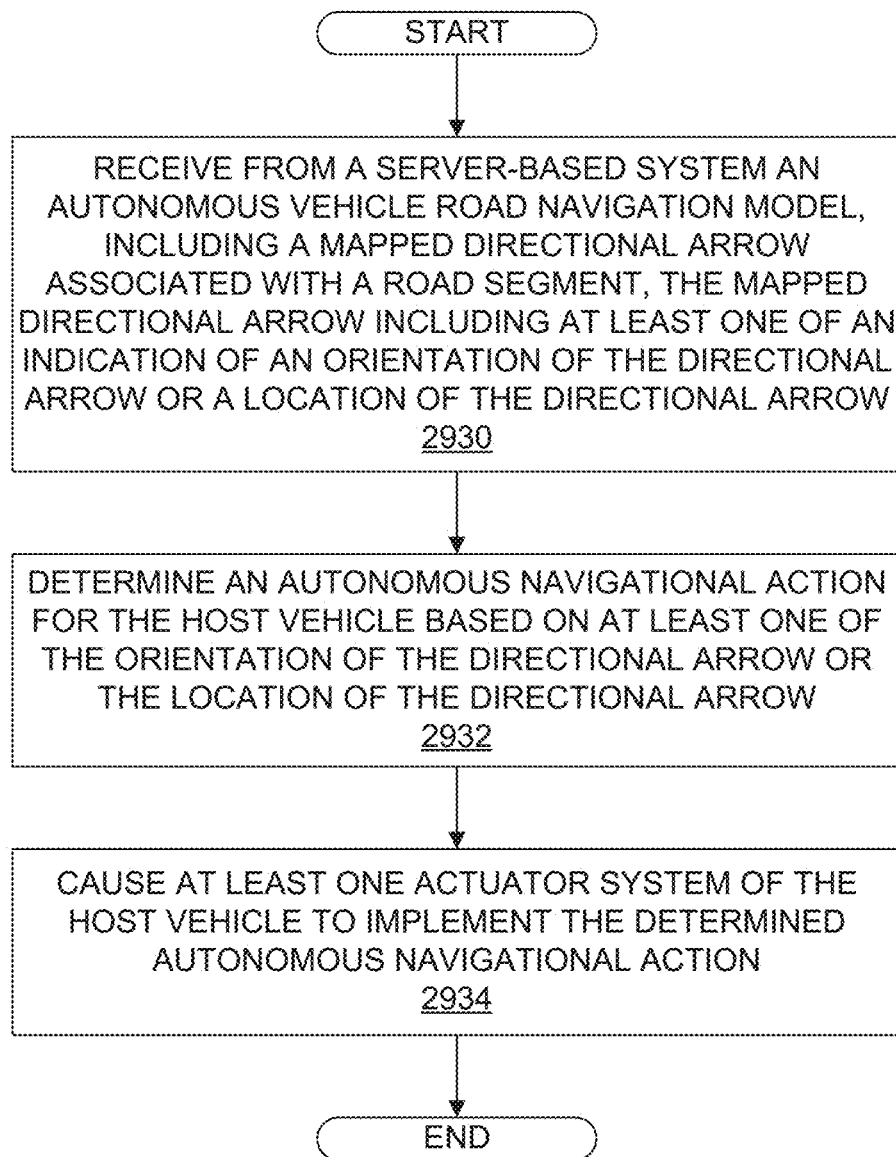 START
RECEIVE FROM A SERVER-BASED SYSTEM AN
AUTONOMOUS VEHICLE ROAD NAVIGATION MODEL,
INCLUDING A MAPPED DIRECTIONAL ARROW
ASSOCIATED WITH A ROAD SEGMENT, THE MAPPED
DIRECTIONAL ARROW INCLUDING AT LEAST ONE OF AN
INDICATION OF AN ORIENTATION OF THE DIRECTIONAL
ARROW OR A LOCATION OF THE DIRECTIONAL ARROW
2930
DETERMINE AN AUTONOMOUS NAVIGATIONAL ACTION
FOR THE HOST VEHICLE BASED ON AT LEAST ONE OF
THE ORIENTATION OF THE DIRECTIONAL ARROW OR
THE LOCATION OF THE DIRECTIONAL ARROW
2932
CAUSE AT LEAST ONE ACTUATOR SYSTEM OF THE
HOST VEHICLE TO IMPLEMENT THE DETERMINED
AUTONOMOUS NAVIGATIONAL ACTION
2934
END